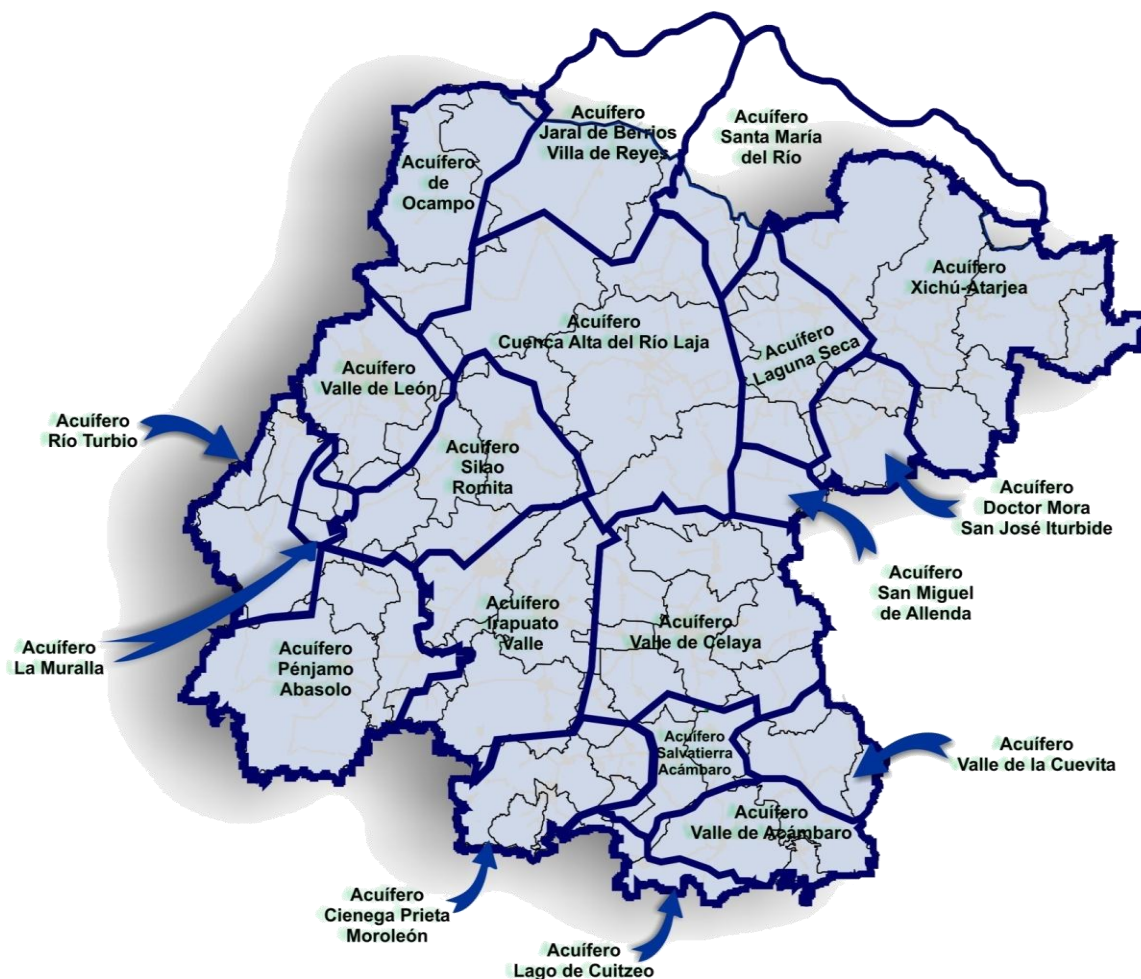 Acuífero
Jaral de Berrios
Villa de Reyes
Acuífero
Santa María
del Río
Acuífero
de
Ocampo
Acuífero
Xichú-Atarjea
Acuífero
Cuenca Alta del Río Laja
Acuífero
Laguna Seca
Acuífero
Valle de León
Acuífero
Río Turbio
Acuífero
Silao
Romita
Acuífero
Doctor Mora
San José Iturbide
Acuífero
San Miguel
de Allenda
Acuífero
Irapuato
Valle
Acuífero
Valle de Celaya
Acuífero
La Muralla
Acuífero
Pénjamo
Abasolo
Acuífero
Salvatierra
Acámbaro
Acuífero
Valle de la Cuevita
Acuífero
Valle de Acámbaro
Acuífero
Cienega Prieta
Moroleón
Acuífero
Lago de Cuitzeo